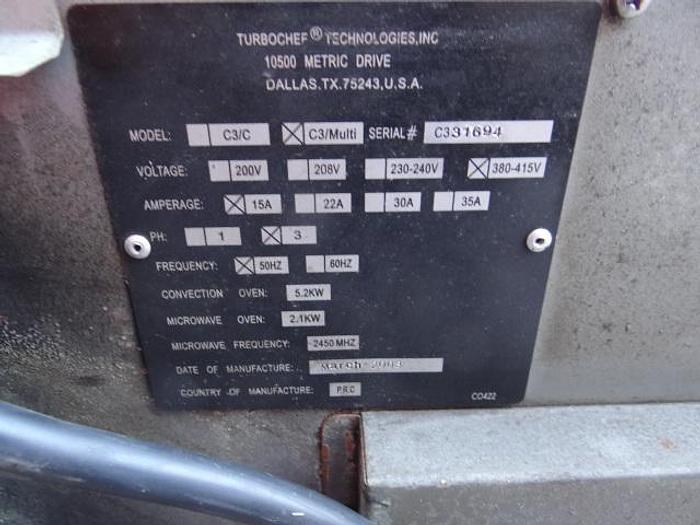 TURBOCHEF® TECHNOLOGIES,INC
10500 METRIC DRIVE
DALLAS.TX.75243,U.S.A.
MODEL: C3/C C3/Multi SERIAL# C331694
VOLTAGE: 200V 208V 230-240V 380-415V
AMPERAGE: 15A 22A 30A 35A
PH: 1 3
FREQUENCY: 50HZ 60HZ
CONVECTION OVEN: 5.2KW
MICROWAVE OVEN: 2.1KW
MICROWAVE FREQUENCY: 2450 MHZ
DATE OF MANUFACTURE: March
COUNTRY OF MANUFACTURE: P.R.C
CO422